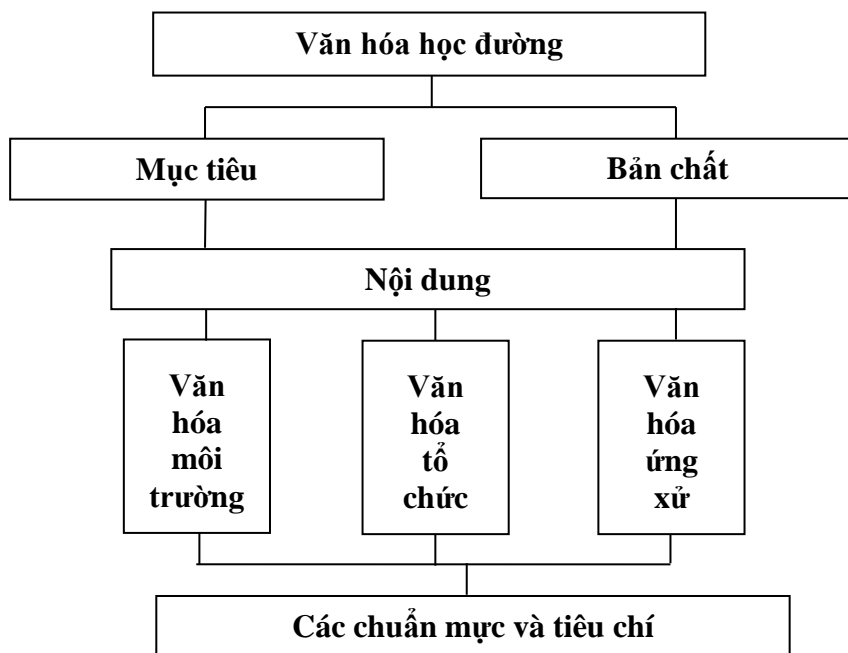 Văn hóa học đường
Mục tiêu
Bản chất
Nội dung
Văn
hóa
môi
trường
Văn
hóa
tổ
chức
Văn
hóa
ứng
xử
Các chuẩn mực và tiêu chí